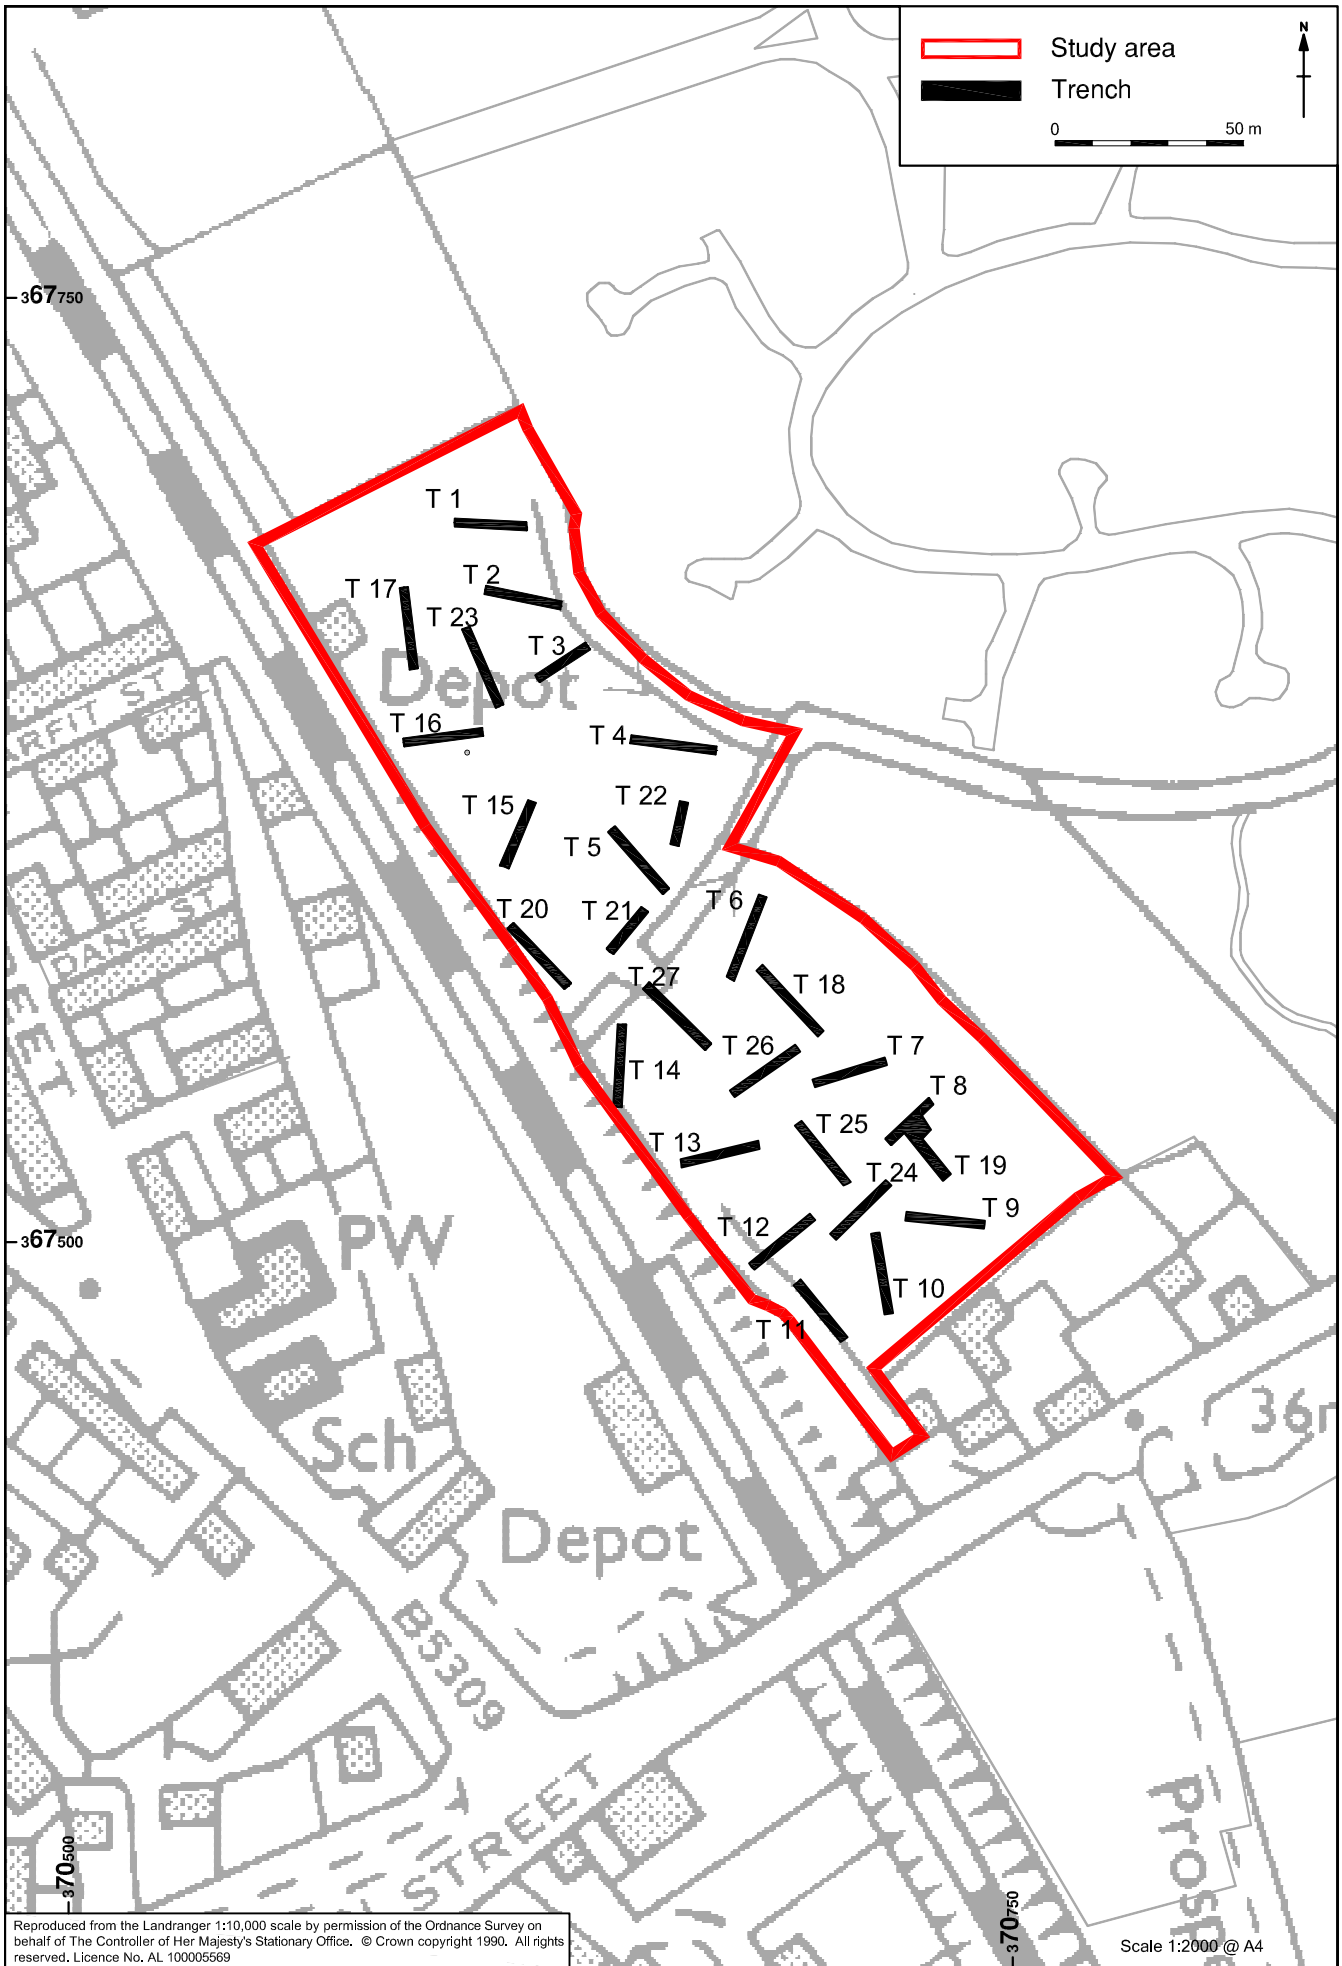 Study area
N
Trench
0 50 m
367750
T 1
T 2
T 17
T 23
T 3
Depot
T 16
T 4
T 15
T 22
T 5
T 20
T 21
T 6
DANE ST
T 27
T 18
T 26
T 7
T 14
T 8
T 25
T 13
T 19
T 24
T 9
T 12
367500
PW
T 10
T 11
36m
Sch
Depot
B5309
STREET
Prospe
370500
370750
Reproduced from the Landranger 1:10,000 scale by permission of the Ordnance Survey on
behalf of The Controller of Her Majesty's Stationary Office. © Crown copyright 1990. All rights
reserved. Licence No. AL 100005569
Scale 1:2000 @ A4